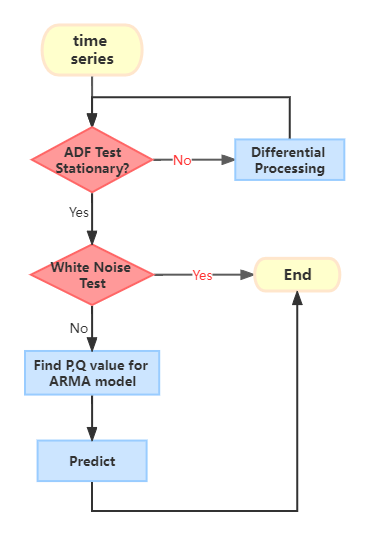 time
series
ADF Test
Stationary?
No
Differential
Processing
Yes
White Noise
Test
Yes
End
No
Find P,Q value for
ARMA model
Predict